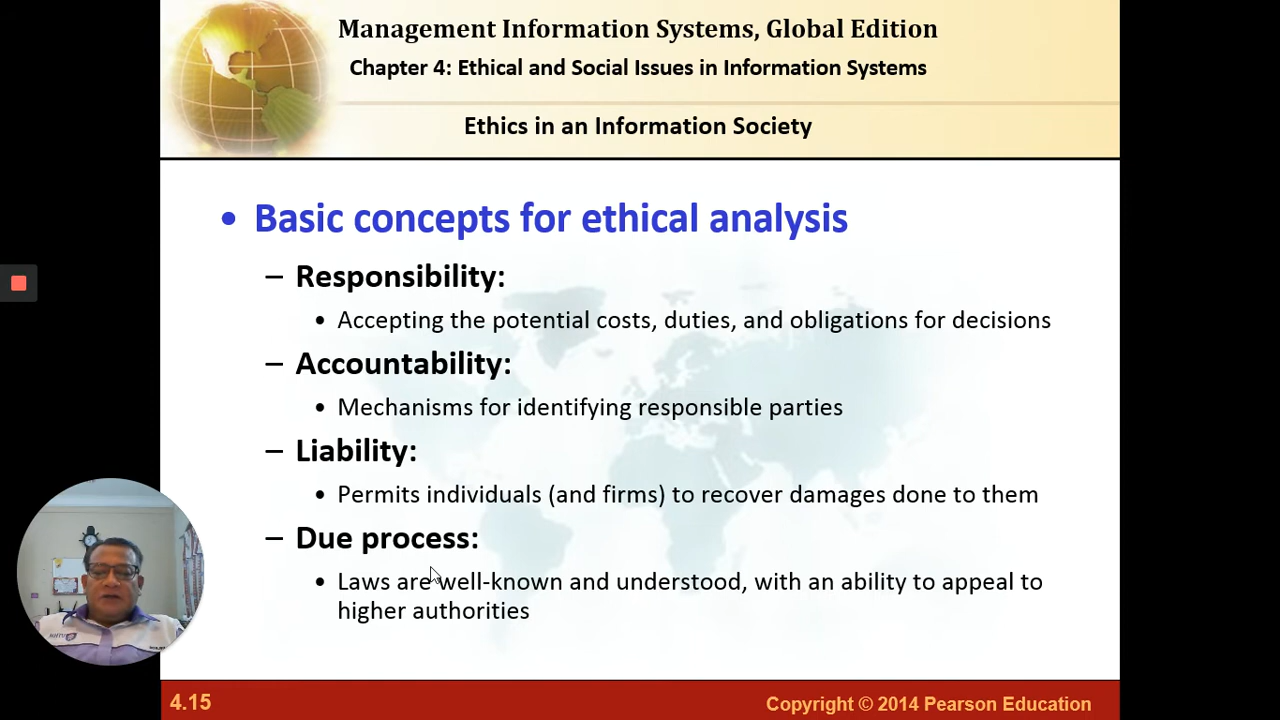 Management Information Systems, Global Edition
Chapter 4: Ethical and Social Issues in Information Systems
Ethics in an Information Society
• Basic concepts for ethical analysis
– Responsibility:
• Accepting the potential costs, duties, and obligations for decisions
– Accountability:
• Mechanisms for identifying responsible parties
– Liability:
• Permits individuals (and firms) to recover damages done to them
– Due process:
• Laws are well-known and understood, with an ability to appeal to
higher authorities
4.15
Copyright © 2014 Pearson Education